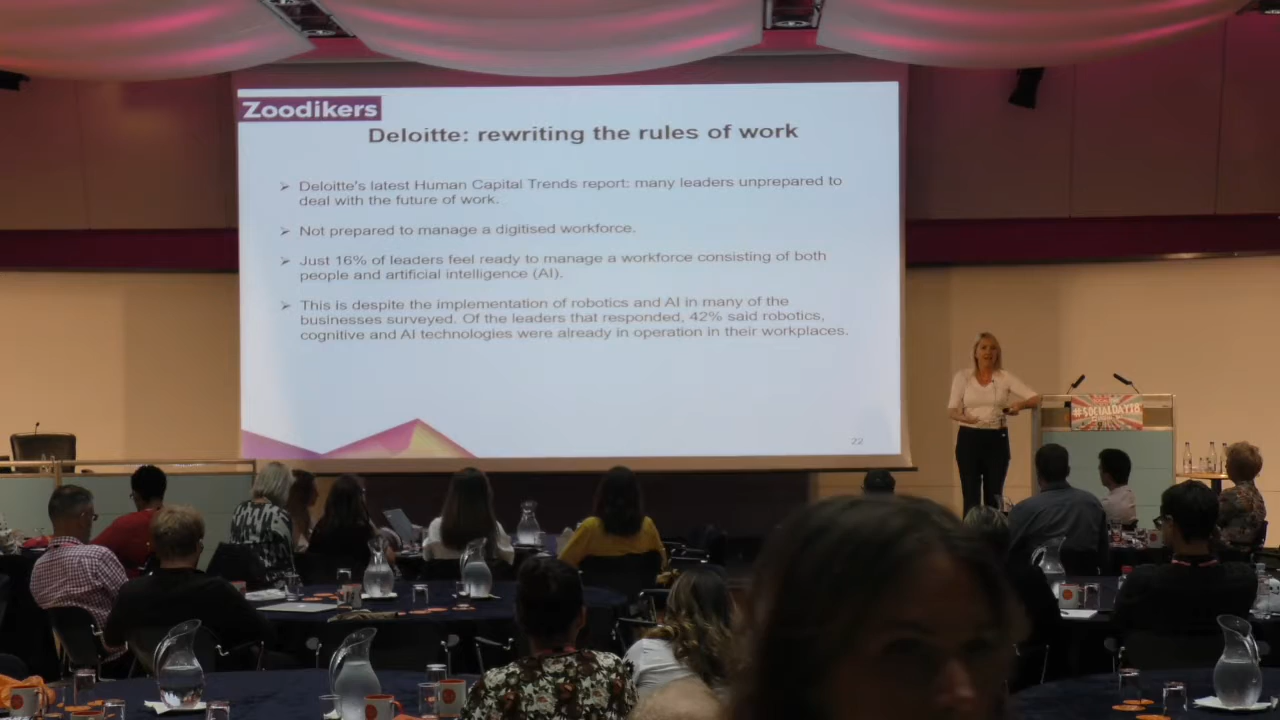 Zoodikers
Deloitte: rewriting the rules of work
➢ Deloitte's latest Human Capital Trends report: many leaders unprepared to
deal with the future of work.
➢ Not prepared to manage a digitised workforce.
➢ Just 16% of leaders feel ready to manage a workforce consisting of both
people and artificial intelligence (AI).
➢ This is despite the implementation of robotics and AI in many of the
businesses surveyed. Of the leaders that responded, 42% said robotics,
cognitive and AI technologies were already in operation in their workplaces.
22
#SOCIALDAY18